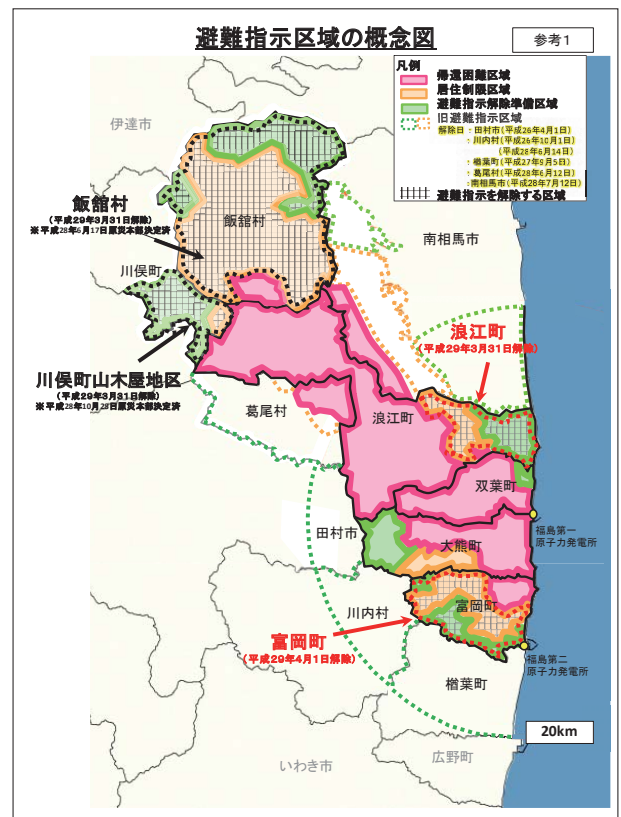 避難指示区域の概念図
参考1
凡例
帰還困難区域
居住制限区域
避難指示解除準備区域
旧避難指示区域
解除日：田村市(平成26年4月1日)
：川内村(平成26年10月1日)
(平成28年6月14日)
：楢葉町(平成27年9月5日)
：葛尾村(平成28年6月12日)
：南相馬市(平成28年7月12日)
避難指示を解除する区域
伊達市
飯舘村
(平成29年3月31日解除)
※平成28年6月17日原災本部決定済
飯舘村
南相馬市
川俣町
浪江町
(平成29年3月31日解除)
川俣町山木屋地区
(平成29年3月31日解除)
※平成28年10月28日原災本部決定済
葛尾村
浪江町
双葉町
福島第一
原子力発電所
田村市
大熊町
川内村
富岡町
富岡町
(平成29年4月1日解除)
福島第二
原子力発電所
楢葉町
20km
広野町
いわき市